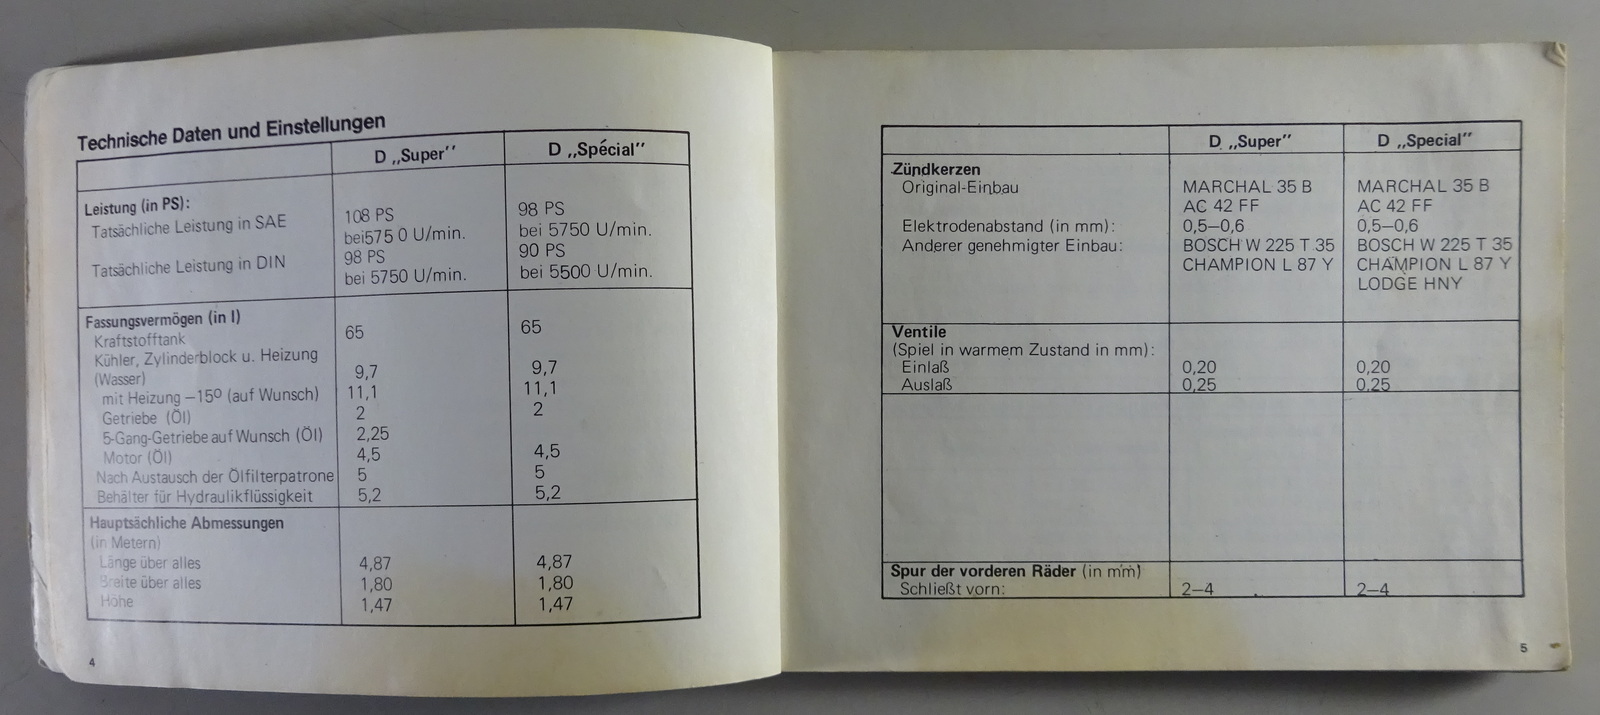 Technische Daten und Einstellungen
D „Super” D „Spécial”
Leistung (in PS):
Tatsächliche Leistung in SAE 108 PS 98 PS
bei575 0 U/min. bei 5750 U/min.
Tatsächliche Leistung in DIN 98 PS 90 PS
bei 5750 U/min. bei 5500 U/min.
Fassungsvermögen (in l)
Kraftstofftank 65 65
Kühler, Zylinderblock u. Heizung
(Wasser) 9,7 9,7
mit Heizung –15° (auf Wunsch) 11,1 11,1
Getriebe (Öl) 2 2
5-Gang-Getriebe auf Wunsch (Öl) 2,25
Motor (Öl) 4,5 4,5
Nach Austausch der Ölfilterpatrone 5 5
Behälter für Hydraulikflüssigkeit 5,2 5,2
Hauptsächliche Abmessungen
(in Metern)
Länge über alles 4,87 4,87
Breite über alles 1,80 1,80
Höhe 1,47 1,47
4
D „Super” D „Special”
Zündkerzen
Original-Einbau MARCHAL 35 B MARCHAL 35 B
AC 42 FF AC 42 FF
Elektrodenabstand (in mm): 0,5–0,6 0,5–0,6
Anderer genehmigter Einbau: BOSCH W 225 T 35 BOSCH W 225 T 35
CHAMPION L 87 Y CHAMPION L 87 Y
LODGE HNY
Ventile
(Spiel in warmem Zustand in mm):
Einlaß 0,20 0,20
Auslaß 0,25 0,25
Spur der vorderen Räder (in mm)
Schließt vorn: 2–4 2–4
5